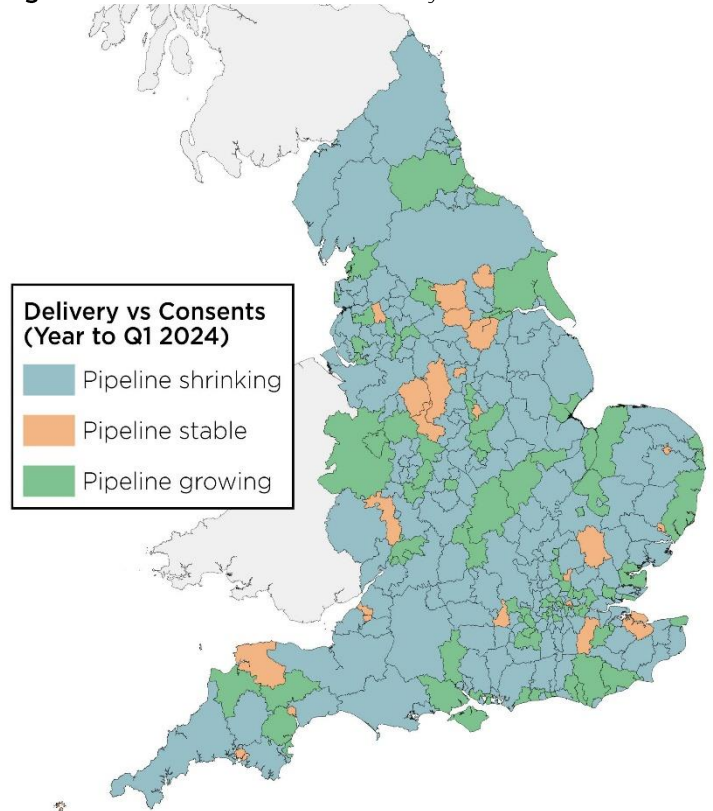 Delivery vs Consents
(Year to Q1 2024)
Pipeline shrinking
Pipeline stable
Pipeline growing